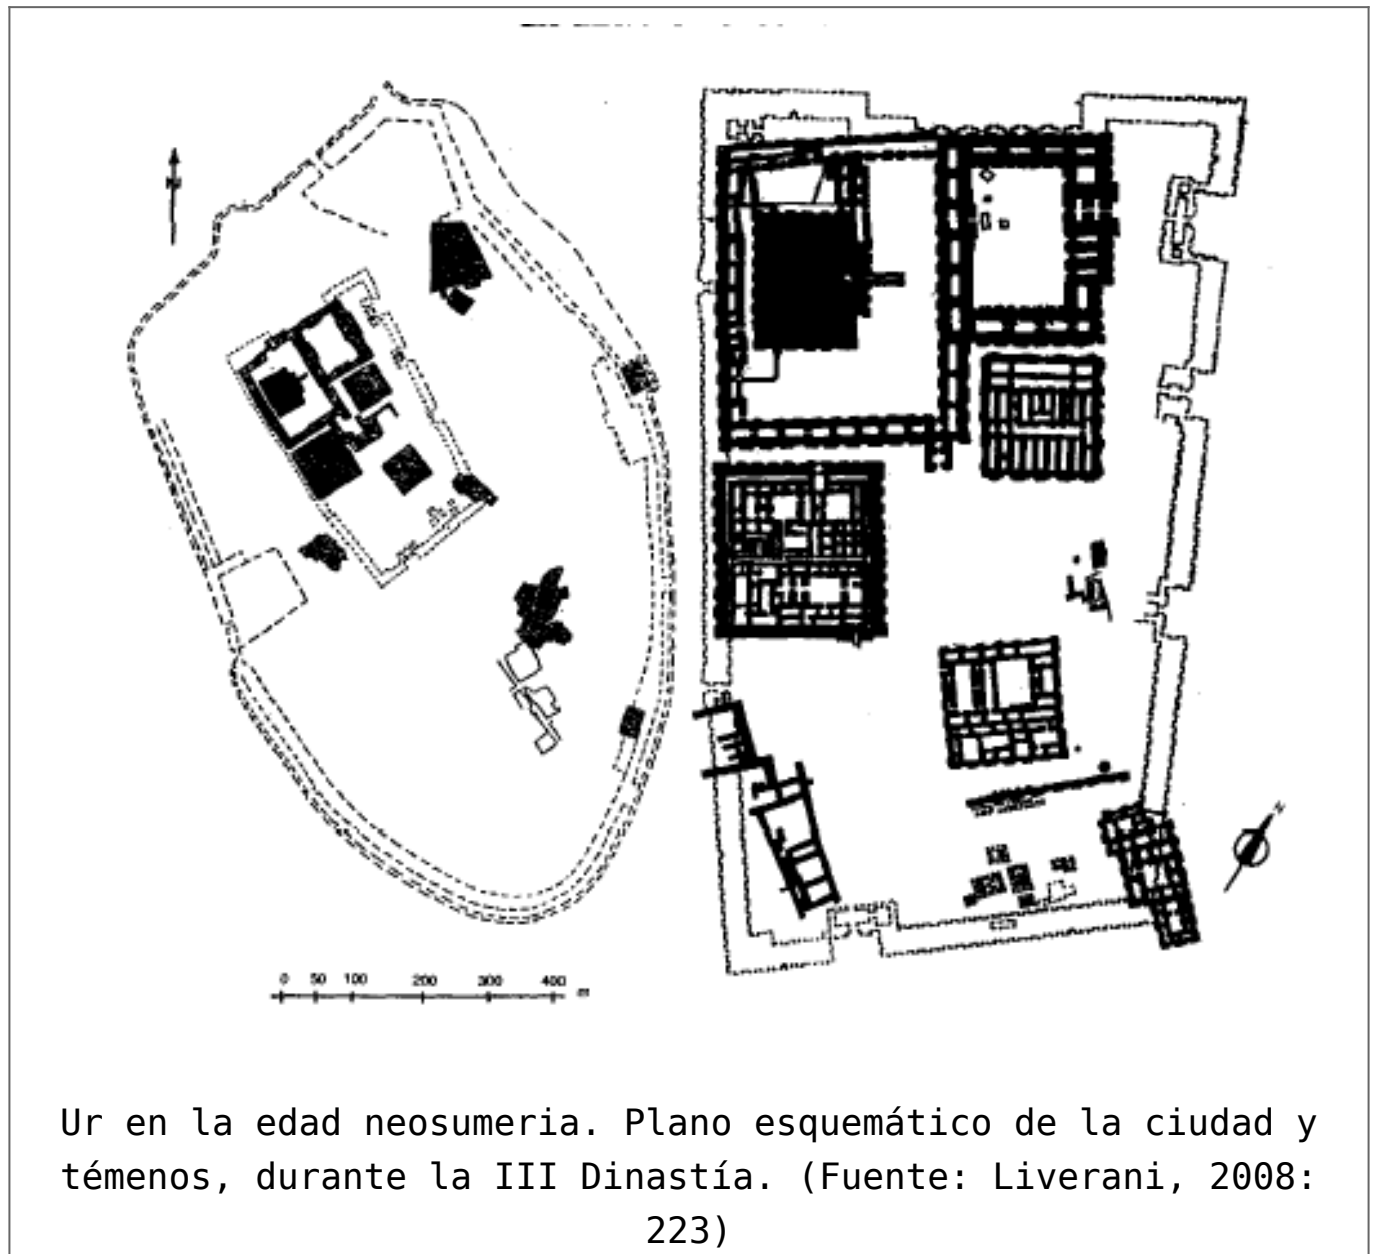 N
0 50 100 200 300 400 m
Ur en la edad neosumeria. Plano esquemático de la ciudad y
témenos, durante la III Dinastía. (Fuente: Liverani, 2008:
223)